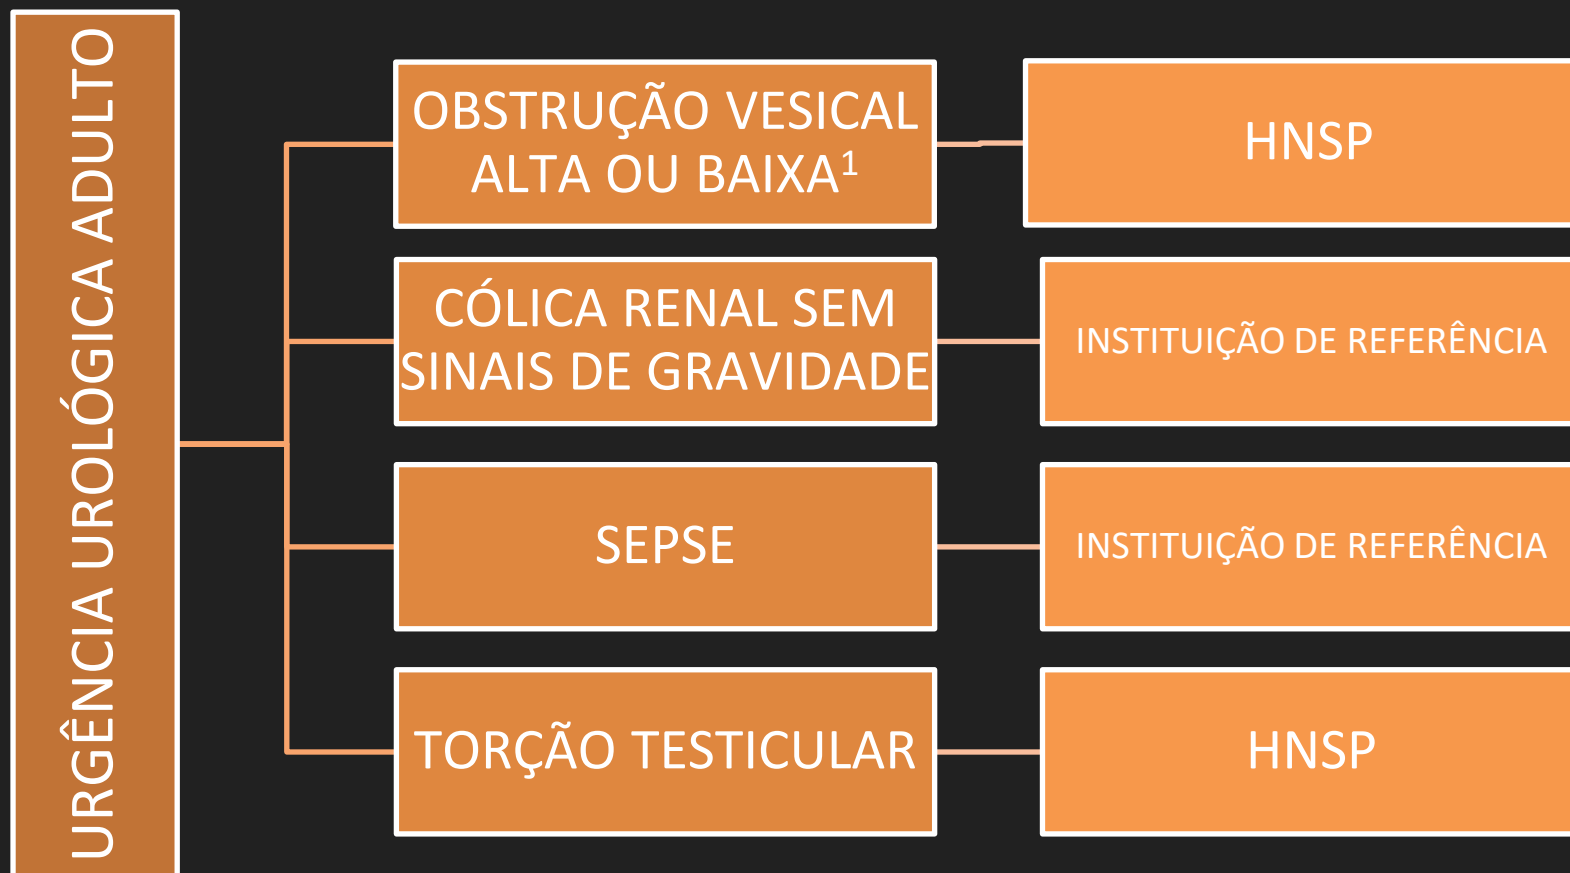 URGÊNCIA UROLÓGICA ADULTO
OBSTRUÇÃO VESICAL
ALTA OU BAIXA¹
HNSP
CÓLICA RENAL SEM
SINAIS DE GRAVIDADE
INSTITUIÇÃO DE REFERÊNCIA
SEPSE
INSTITUIÇÃO DE REFERÊNCIA
TORÇÃO TESTICULAR
HNSP